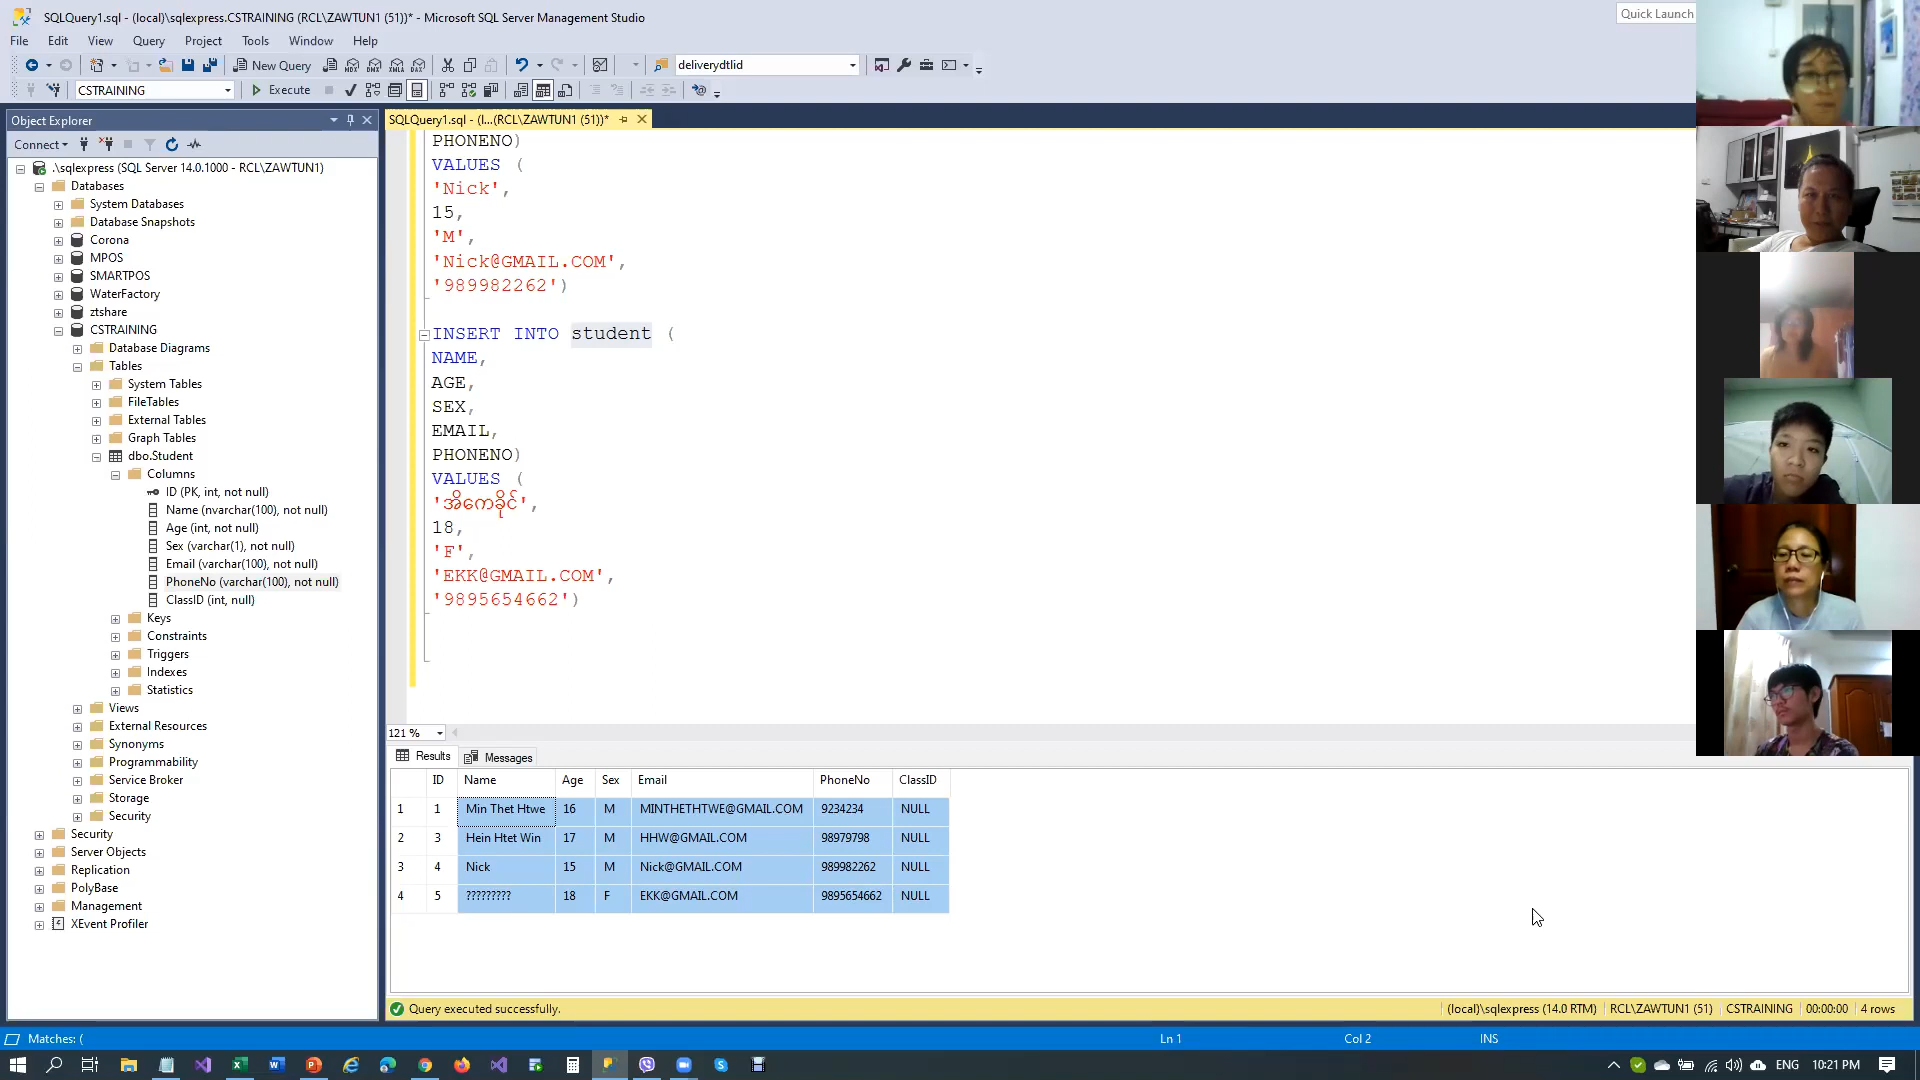 SQLQuery1.sql - (local)\sqlexpress.CSTRAINING (RCL\ZAWTUN1 (51))* - Microsoft SQL Server Management Studio
Quick Launch
File Edit View Query Project Tools Window Help
New Query
deliverydtlid
CSTRAINING
Execute
Object Explorer
SQLQuery1.sql - (l...(RCL\ZAWTUN1 (51))*
Connect
.\sqlexpress (SQL Server 14.0.1000 - RCL\ZAWTUN1)
Databases
System Databases
Database Snapshots
Corona
MPOS
SMARTPOS
WaterFactory
ztshare
CSTRAINING
Database Diagrams
Tables
System Tables
FileTables
External Tables
Graph Tables
dbo.Student
Columns
ID (PK, int, not null)
Name (nvarchar(100), not null)
Age (int, not null)
Sex (varchar(1), not null)
Email (varchar(100), not null)
PhoneNo (varchar(100), not null)
ClassID (int, null)
Keys
Constraints
Triggers
Indexes
Statistics
Views
External Resources
Synonyms
Programmability
Service Broker
Storage
Security
Security
Server Objects
Replication
PolyBase
Management
XEvent Profiler
PHONENO)
VALUES (
'Nick',
15,
'M',
'Nick@GMAIL.COM',
'989982262')
INSERT INTO student (
NAME,
AGE,
SEX,
EMAIL,
PHONENO)
VALUES (
'အိကေခိုင်',
18,
'F',
'EKK@GMAIL.COM',
'9895654662')
121 %
Results Messages
ID Name Age Sex Email PhoneNo ClassID
1 1 Min Thet Htwe 16 M MINTHETHTWE@GMAIL.COM 9234234 NULL
2 3 Hein Htet Win 17 M HHW@GMAIL.COM 98979798 NULL
3 4 Nick 15 M Nick@GMAIL.COM 989982262 NULL
4 5 ????????? 18 F EKK@GMAIL.COM 9895654662 NULL
Query executed successfully.
(local)\sqlexpress (14.0 RTM) RCL\ZAWTUN1 (51) CSTRAINING 00:00:00 4 rows
Matches: (
Ln 1 Col 2 INS
ENG 10:21 PM